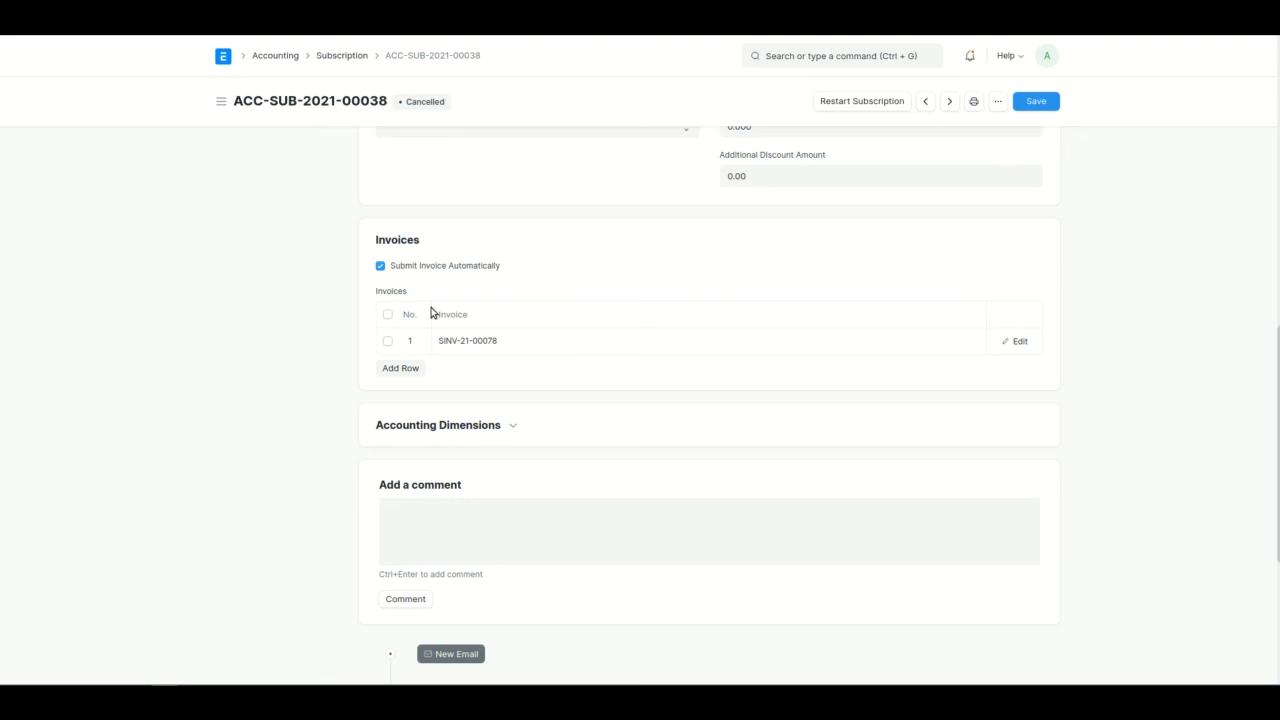 Accounting > Subscription > ACC-SUB-2021-00038
Search or type a command (Ctrl + G)
Help
A
ACC-SUB-2021-00038
• Cancelled
Restart Subscription
Save
0.000
Additional Discount Amount
0.00
Invoices
Submit Invoice Automatically
Invoices
No. Invoice
1 SINV-21-00078 Edit
Add Row
Accounting Dimensions
Add a comment
Ctrl+Enter to add comment
Comment
New Email